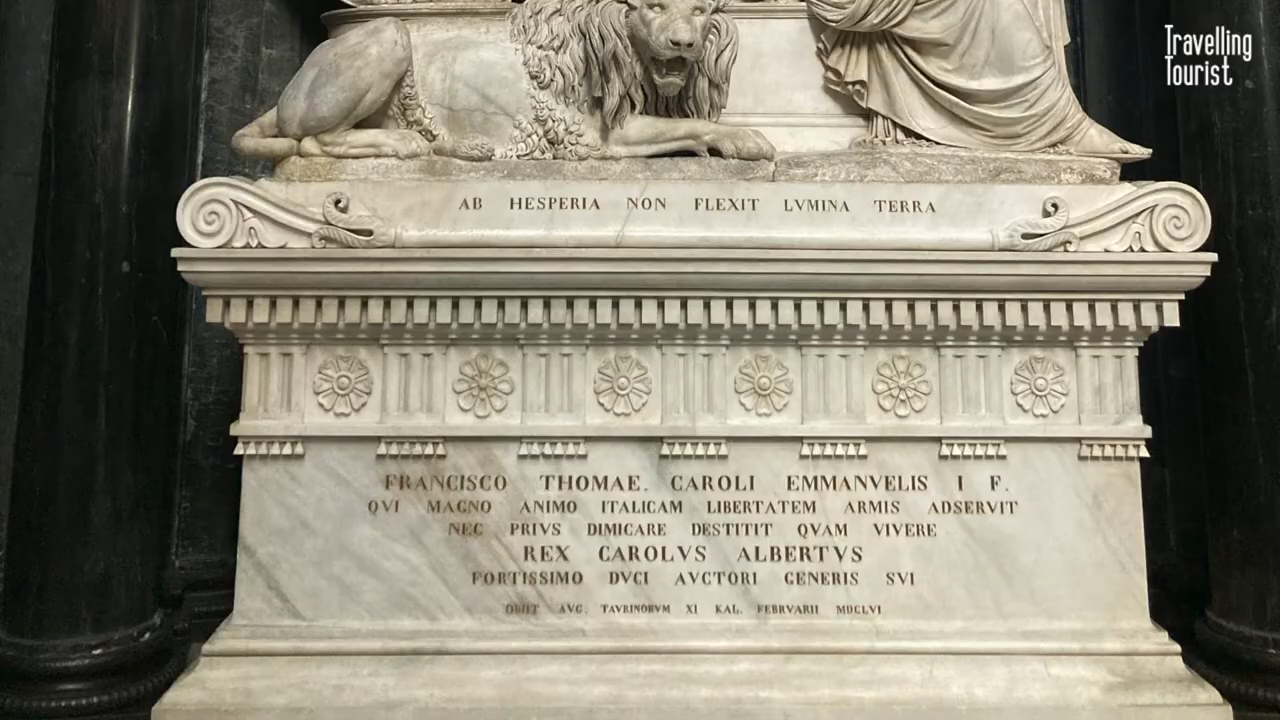 Travelling
Tourist
AB HESPERIA NON FLEXIT LVMINA TERRA
FRANCISCO THOMAE. CAROLI EMMANVELIS I F.
QVI MAGNO ANIMO ITALICAM LIBERTATEM ARMIS ADSERVIT
NEC PRIVS DIMICARE DESTITIT QVAM VIVERE
REX CAROLVS ALBERTVS
FORTISSIMO DVCI AVCTORI GENERIS SVI
OBIIT AVG. TAVRINORVM XI KAL. FEBRVARII MDCLVI